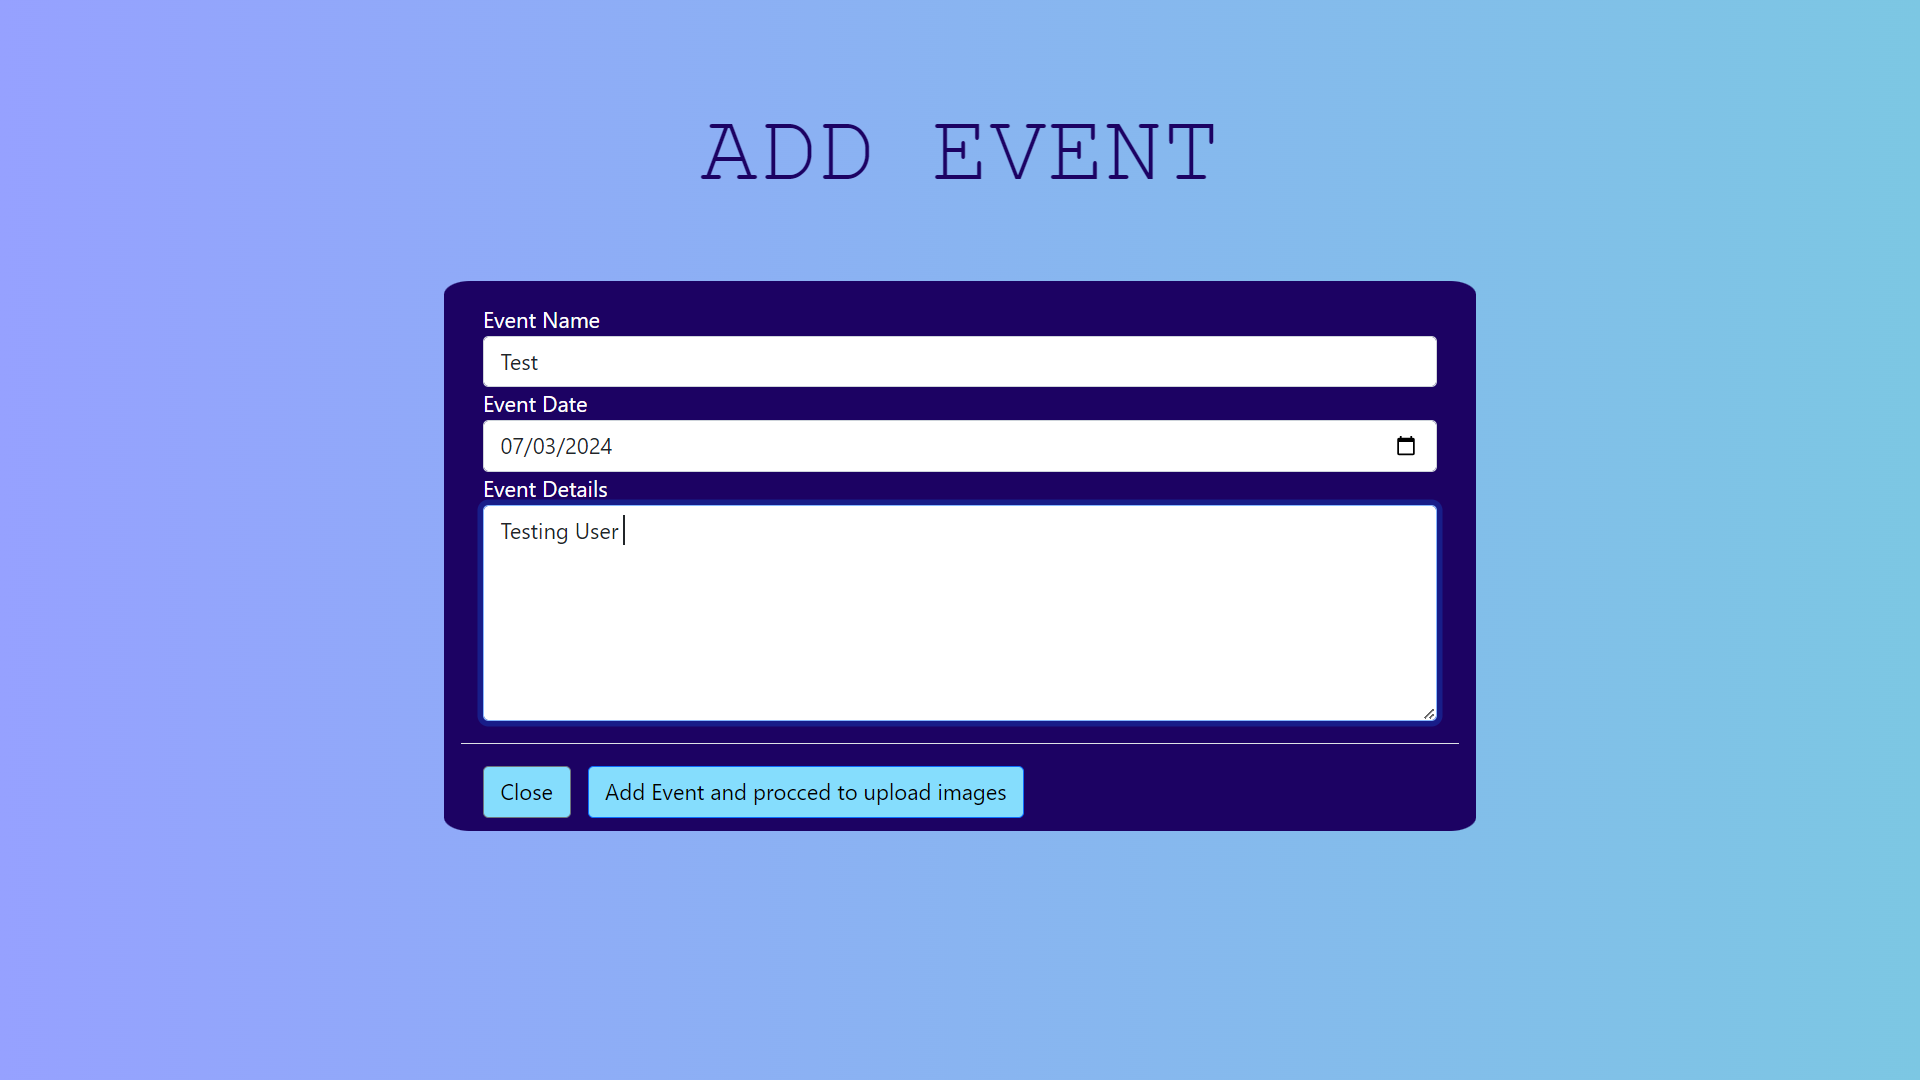 ADD EVENT
Event Name
Test
Event Date
07/03/2024
Event Details
Testing User
Close
Add Event and procced to upload images